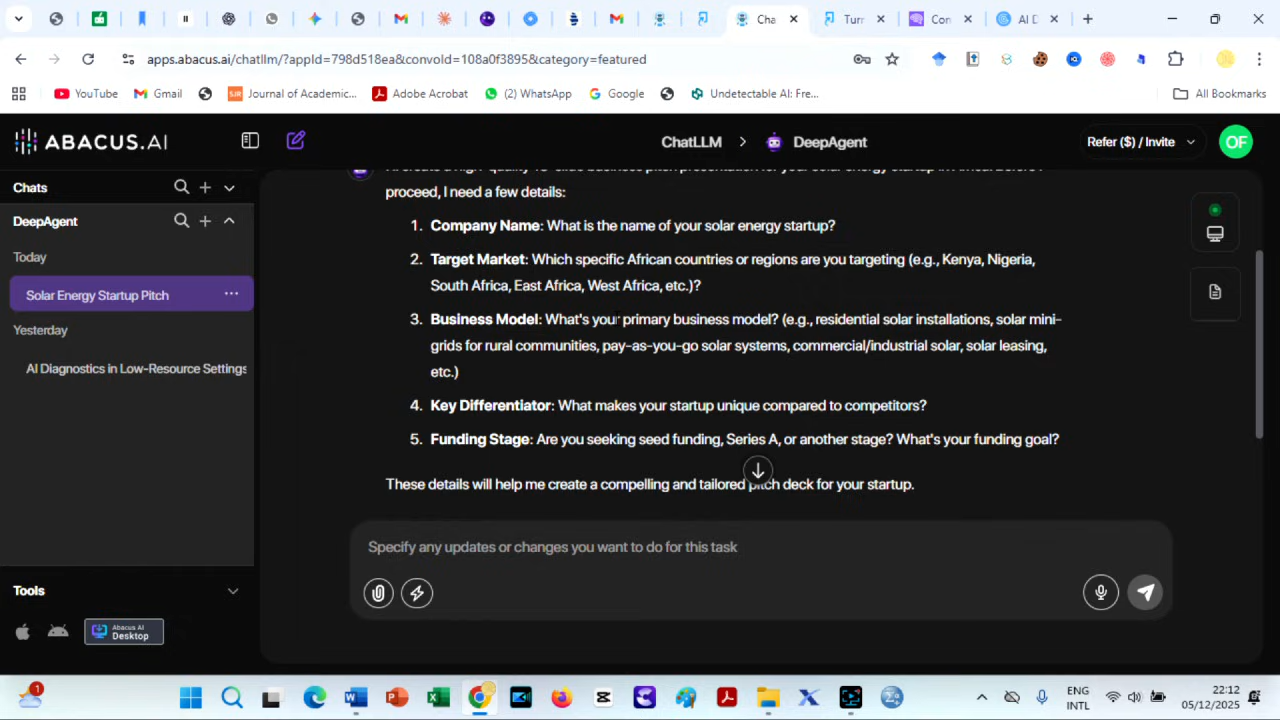 Cha
Turr
Con
AI D
apps.abacus.ai/chatllm/?appId=798d518ea&convoId=108a0f3895&category=featured
YouTube
Gmail
Journal of Academic...
Adobe Acrobat
(2) WhatsApp
Google
Undetectable AI: Fre...
All Bookmarks
ABACUS.AI
ChatLLM > DeepAgent
Refer ($) / Invite
OF
Chats
DeepAgent
Today
Solar Energy Startup Pitch
Yesterday
AI Diagnostics in Low-Resource Settings
Tools
Abacus AI
Desktop
proceed, I need a few details:
1. Company Name: What is the name of your solar energy startup?
2. Target Market: Which specific African countries or regions are you targeting (e.g., Kenya, Nigeria,
South Africa, East Africa, West Africa, etc.)?
3. Business Model: What's your primary business model? (e.g., residential solar installations, solar mini-
grids for rural communities, pay-as-you-go solar systems, commercial/industrial solar, solar leasing,
etc.)
4. Key Differentiator: What makes your startup unique compared to competitors?
5. Funding Stage: Are you seeking seed funding, Series A, or another stage? What's your funding goal?
These details will help me create a compelling and tailored pitch deck for your startup.
Specify any updates or changes you want to do for this task
1
ENG
INTL
22:12
05/12/2025